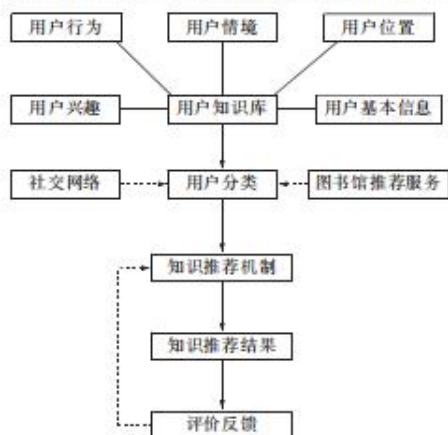 用户行为
用户情境
用户位置
用户兴趣
用户知识库
用户基本信息
社交网络
用户分类
图书馆推荐服务
知识推荐机制
知识推荐结果
评价反馈